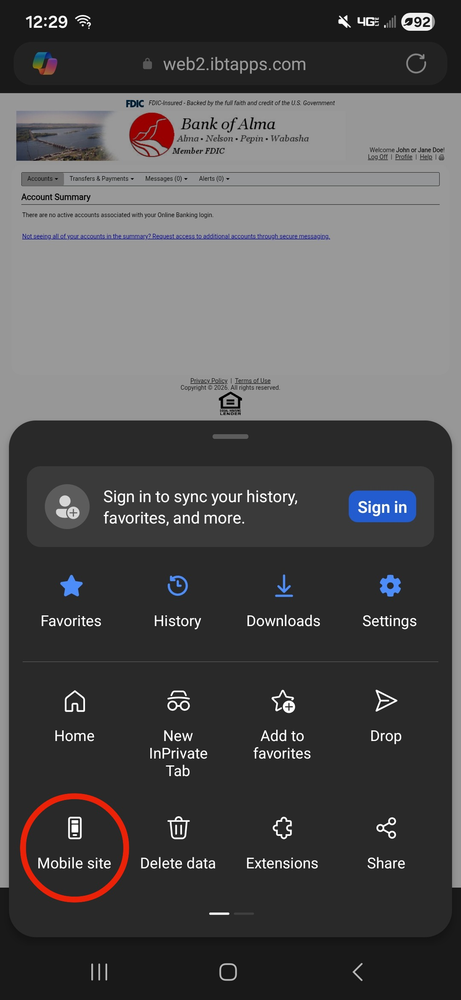 12:29
4G LTE
92
web2.ibtapps.com
FDIC FDIC-Insured - Backed by the full faith and credit of the U.S. Government
Bank of Alma
Alma • Nelson • Pepin • Wabasha
Member FDIC
Welcome John or Jane Doe!
Log Off | Profile | Help |
Accounts Transfers & Payments Messages (0) Alerts (0)
Account Summary
There are no active accounts associated with your Online Banking login.
Not seeing all of your accounts in the summary? Request access to additional accounts through secure messaging.
Privacy Policy | Terms of Use
Copyright © 2026. All rights reserved.
EQUAL HOUSING
LENDER
Sign in to sync your history,
favorites, and more.
Sign in
Favorites History Downloads Settings
Home New InPrivate Tab Add to favorites Drop
Mobile site Delete data Extensions Share